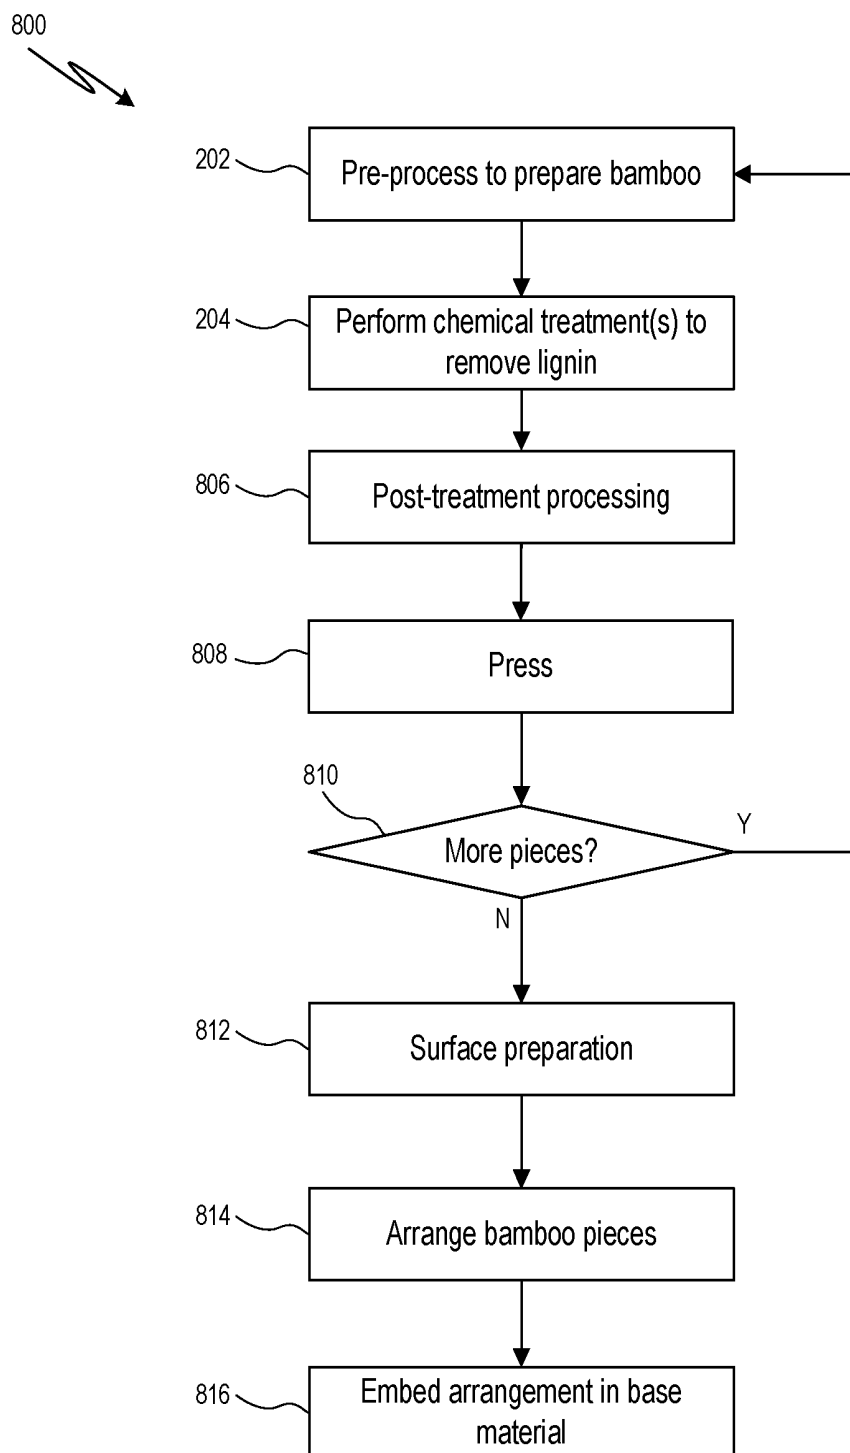 800
202
Pre-process to prepare bamboo
204
Perform chemical treatment(s) to
remove lignin
806
Post-treatment processing
808
Press
810
More pieces?
Y
N
812
Surface preparation
814
Arrange bamboo pieces
816
Embed arrangement in base
material